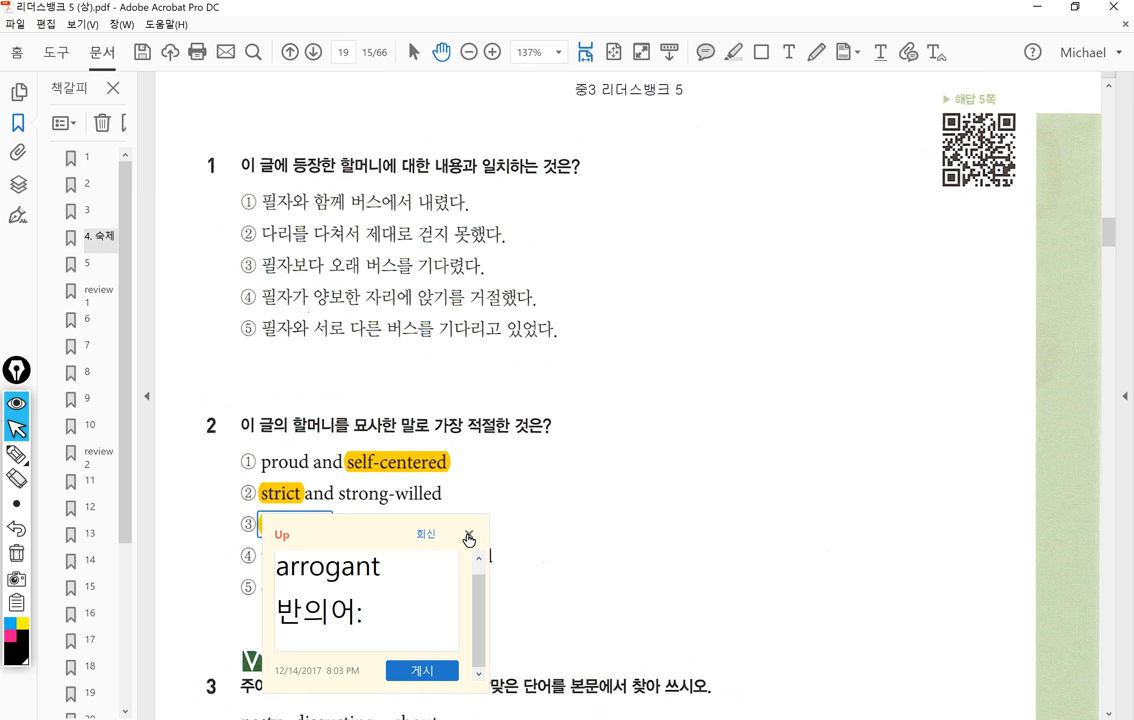 리더스뱅크 5 (상).pdf - Adobe Acrobat Pro DC
파일 편집 보기(V) 창(W) 도움말(H)
홈 도구 문서 19 15/66 137% Michael
책갈피
1
2
3
4. 숙제
5
review
1
6
7
8
9
10
review
2
11
12
13
14
15
16
17
18
19
중3 리더스뱅크 5
▶ 해답 5쪽
1 이 글에 등장한 할머니에 대한 내용과 일치하는 것은?
① 필자와 함께 버스에서 내렸다.
② 다리를 다쳐서 제대로 걷지 못했다.
③ 필자보다 오래 버스를 기다렸다.
④ 필자가 양보한 자리에 앉기를 거절했다.
⑤ 필자와 서로 다른 버스를 기다리고 있었다.
2 이 글의 할머니를 묘사한 말로 가장 적절한 것은?
① proud and self-centered
② strict and strong-willed
③
④
⑤
Up 회신
arrogant
반의어:
12/14/2017 8:03 PM 게시
3 주어 맞은 단어를 본문에서 찾아 쓰시오.